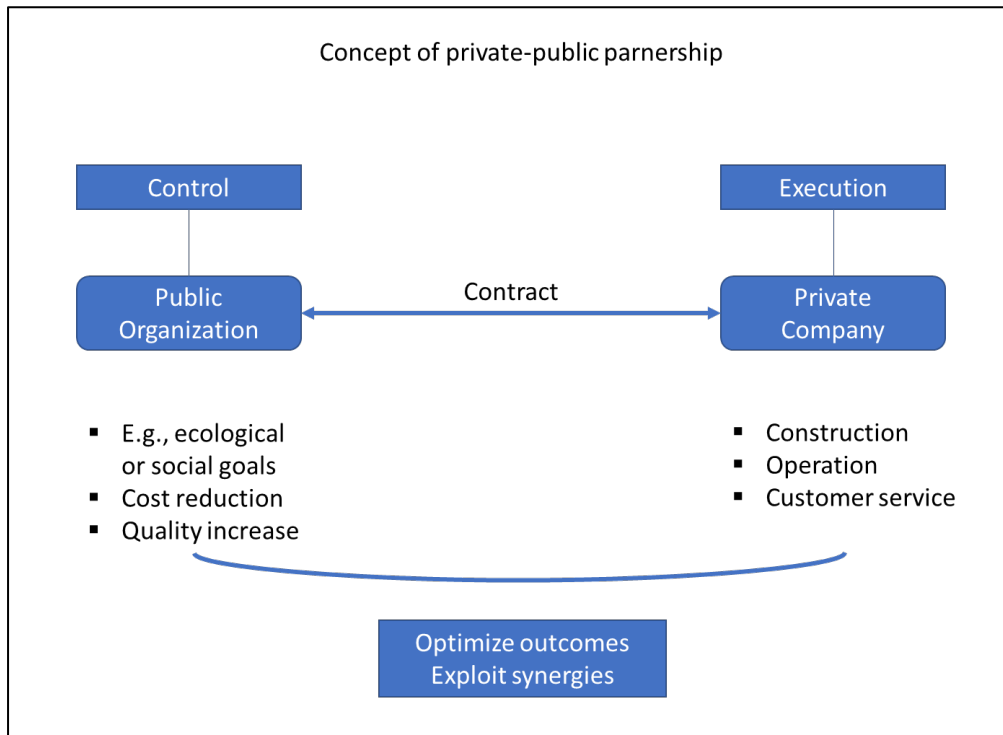 Concept of private-public parnership
Control
Execution
Public
Organization
Contract
Private
Company
▪ E.g., ecological
or social goals
▪ Cost reduction
▪ Quality increase
▪ Construction
▪ Operation
▪ Customer service
Optimize outcomes
Exploit synergies